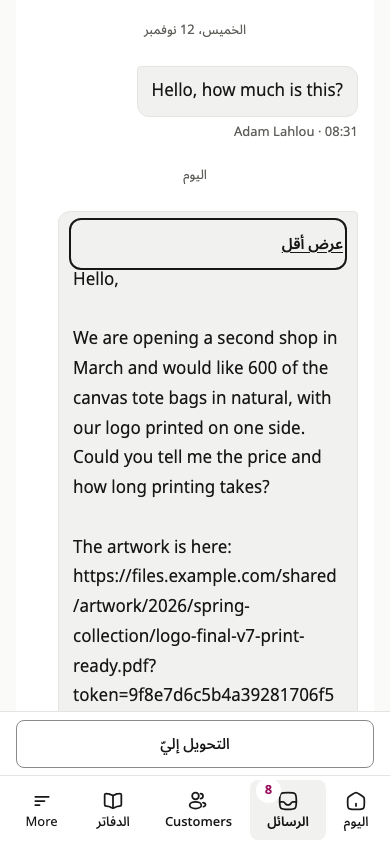 الخميس، 12 نوفمبر
Hello, how much is this?
Adam Lahlou · 08:31
اليوم
عرض أقل
Hello,
We are opening a second shop in
March and would like 600 of the
canvas tote bags in natural, with
our logo printed on one side.
Could you tell me the price and
how long printing takes?
The artwork is here:
https://files.example.com/shared
/artwork/2026/spring-
collection/logo-final-v7-print-
ready.pdf?
token=9f8e7d6c5b4a39281706f5
التحويل إليّ
اليوم
8
الرسائل
Customers
الدفاتر
More